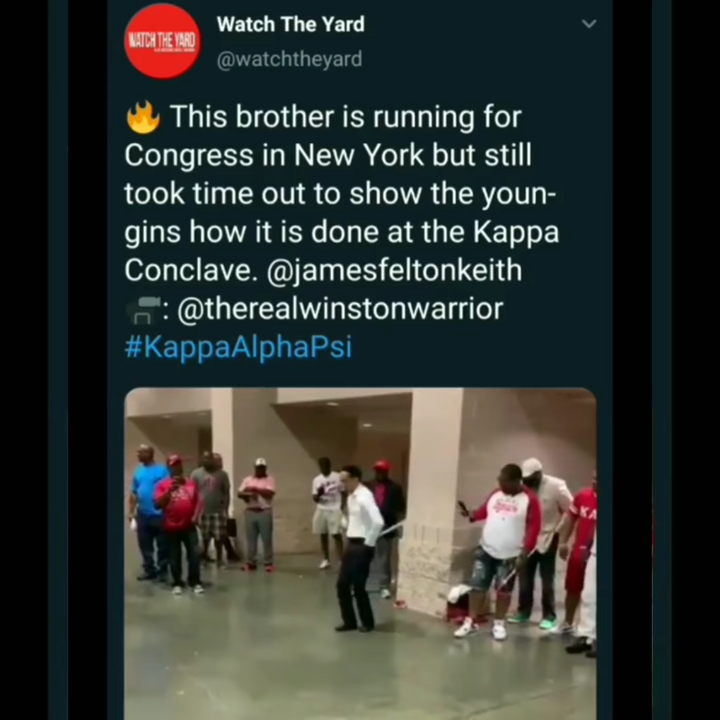 WATCH THE YARD
Watch The Yard
@watchtheyard
🔥 This brother is running for
Congress in New York but still
took time out to show the youn-
gins how it is done at the Kappa
Conclave. @jamesfeltonkeith
: @therealwinstonwarrior
#KappaAlphaPsi
KA